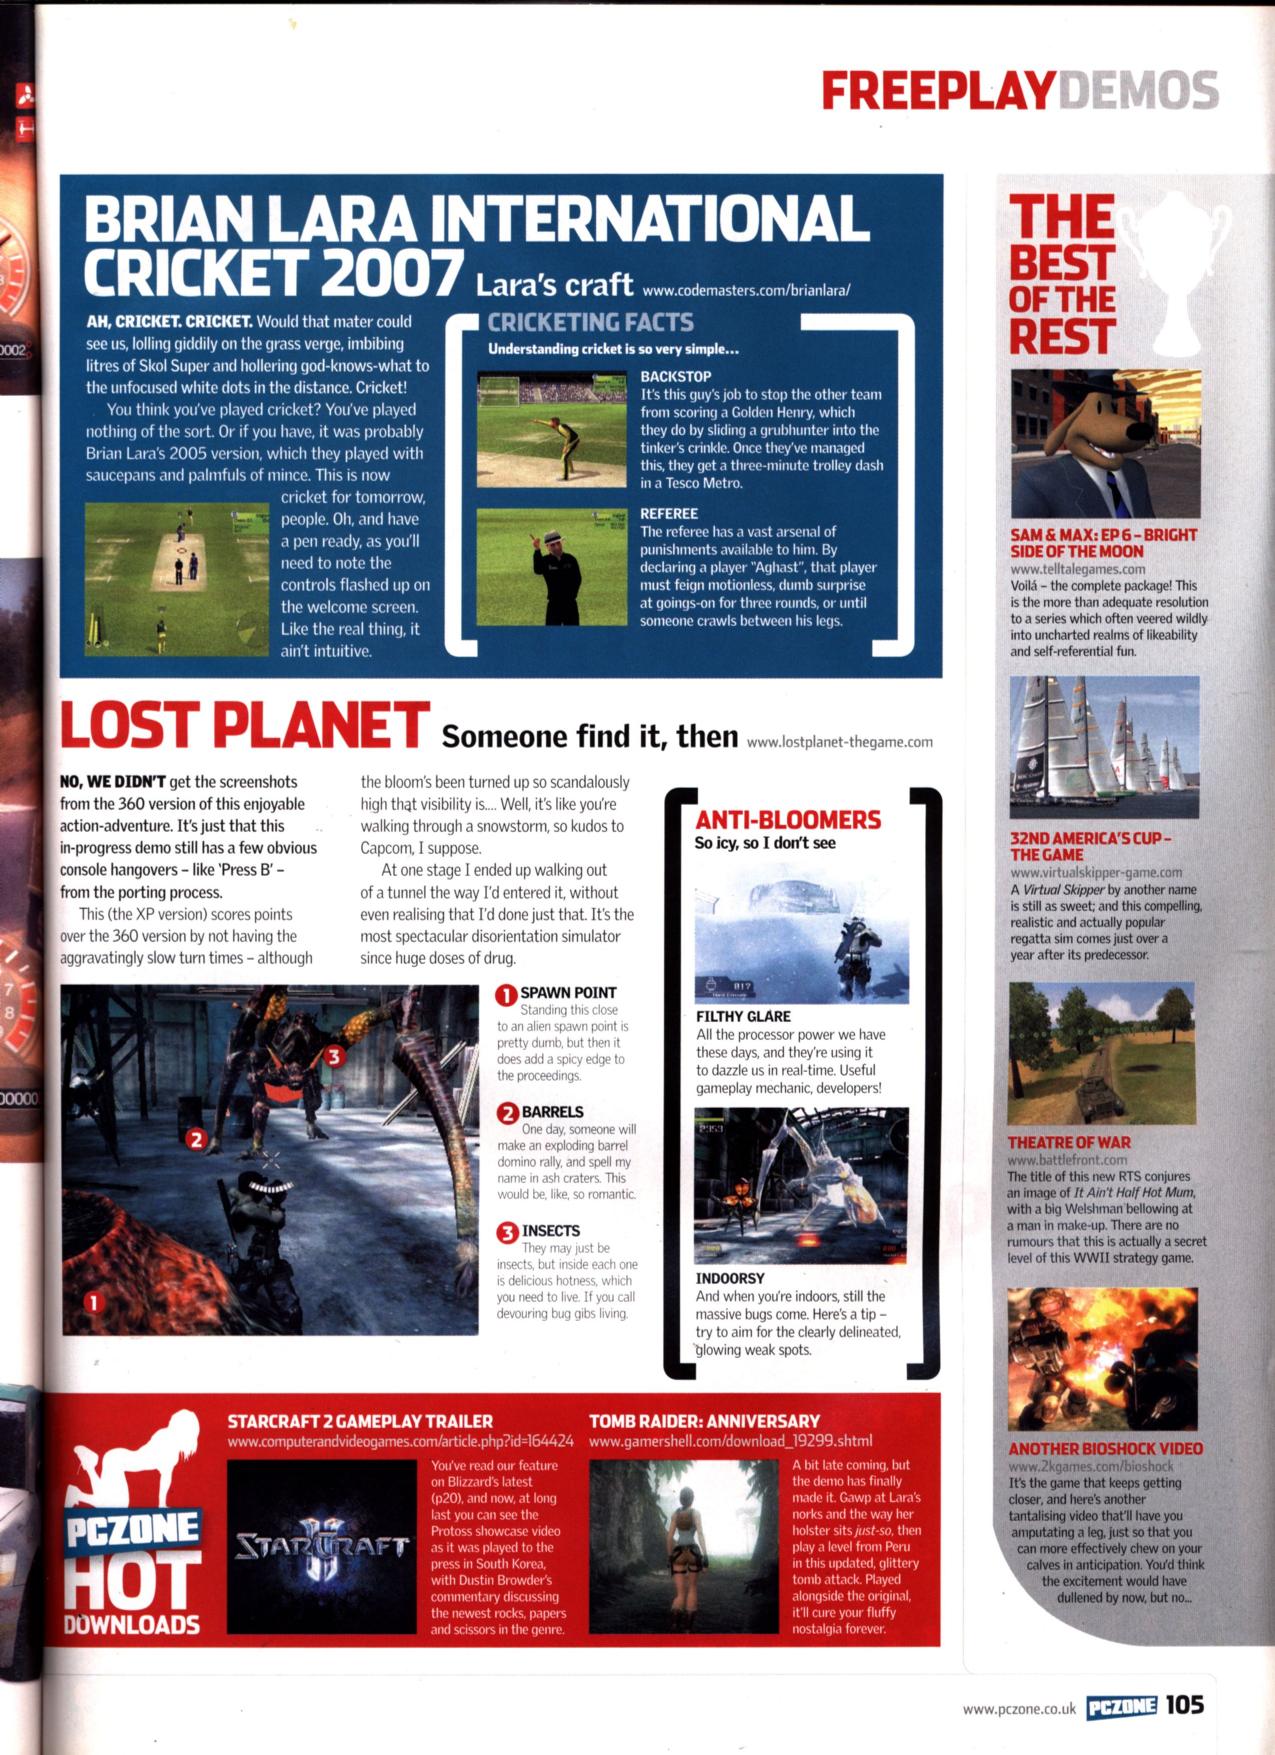 FREEPLAYDEMOS
BRIAN LARA INTERNATIONAL
CRICKET 2007 Lara's craft www.codemasters.com/brianlara/
AH, CRICKET. CRICKET. Would that mater could
see us, lolling giddily on the grass verge, imbibing
litres of Skol Super and hollering god-knows-what to
the unfocused white dots in the distance. Cricket!
You think you've played cricket? You've played
nothing of the sort. Or if you have, it was probably
Brian Lara's 2005 version, which they played with
saucepans and palmfuls of mince. This is now
cricket for tomorrow,
people. Oh, and have
a pen ready, as you'll
need to note the
controls flashed up on
the welcome screen.
Like the real thing, it
ain't intuitive.
CRICKETING FACTS
Understanding cricket is so very simple...
BACKSTOP
It's this guy's job to stop the other team
from scoring a Golden Henry, which
they do by sliding a grubhunter into the
tinker's crinkle. Once they've managed
this, they get a three-minute trolley dash
in a Tesco Metro.
REFEREE
The referee has a vast arsenal of
punishments available to him. By
declaring a player "Aghast", that player
must feign motionless, dumb surprise
at goings-on for three rounds, or until
someone crawls between his legs.
LOST PLANET Someone find it, then www.lostplanet-thegame.com
NO, WE DIDN'T get the screenshots
from the 360 version of this enjoyable
action-adventure. It's just that this
in-progress demo still has a few obvious
console hangovers – like 'Press B' –
from the porting process.
This (the XP version) scores points
over the 360 version by not having the
aggravatingly slow turn times – although
the bloom's been turned up so scandalously
high that visibility is.... Well, it's like you're
walking through a snowstorm, so kudos to
Capcom, I suppose.
At one stage I ended up walking out
of a tunnel the way I'd entered it, without
even realising that I'd done just that. It's the
most spectacular disorientation simulator
since huge doses of drug.
3
2
1
1 SPAWN POINT
Standing this close
to an alien spawn point is
pretty dumb, but then it
does add a spicy edge to
the proceedings.
2 BARRELS
One day, someone will
make an exploding barrel
domino rally, and spell my
name in ash craters. This
would be, like, so romantic.
3 INSECTS
They may just be
insects, but inside each one
is delicious hotness, which
you need to live. If you call
devouring bug gibs living.
ANTI-BLOOMERS
So icy, so I don't see
017
FILTHY GLARE
All the processor power we have
these days, and they're using it
to dazzle us in real-time. Useful
gameplay mechanic, developers!
INDOORSY
And when you're indoors, still the
massive bugs come. Here's a tip –
try to aim for the clearly delineated,
glowing weak spots.
PCZONE
HOT
DOWNLOADS
STARCRAFT 2 GAMEPLAY TRAILER
www.computerandvideogames.com/article.php?id=164424
STARCRAFT
II
You've read our feature
on Blizzard's latest
(p20), and now, at long
last you can see the
Protoss showcase video
as it was played to the
press in South Korea,
with Dustin Browder's
commentary discussing
the newest rocks, papers
and scissors in the genre.
TOMB RAIDER: ANNIVERSARY
www.gamershell.com/download_19299.shtml
A bit late coming, but
the demo has finally
made it. Gawp at Lara's
norks and the way her
holster sits just-so, then
play a level from Peru
in this updated, glittery
tomb attack. Played
alongside the original,
it'll cure your fluffy
nostalgia forever.
THE
BEST
OF THE
REST
SAM & MAX: EP 6 – BRIGHT
SIDE OF THE MOON
www.telltalegames.com
Voilá – the complete package! This
is the more than adequate resolution
to a series which often veered wildly
into uncharted realms of likeability
and self-referential fun.
32ND AMERICA'S CUP –
THE GAME
www.virtualskipper-game.com
A Virtual Skipper by another name
is still as sweet; and this compelling,
realistic and actually popular
regatta sim comes just over a
year after its predecessor.
THEATRE OF WAR
www.battlefront.com
The title of this new RTS conjures
an image of It Ain't Half Hot Mum,
with a big Welshman bellowing at
a man in make-up. There are no
rumours that this is actually a secret
level of this WWII strategy game.
ANOTHER BIOSHOCK VIDEO
www.2kgames.com/bioshock
It's the game that keeps getting
closer, and here's another
tantalising video that'll have you
amputating a leg, just so that you
can more effectively chew on your
calves in anticipation. You'd think
the excitement would have
dullened by now, but no...
www.pczone.co.uk PCZONE 105